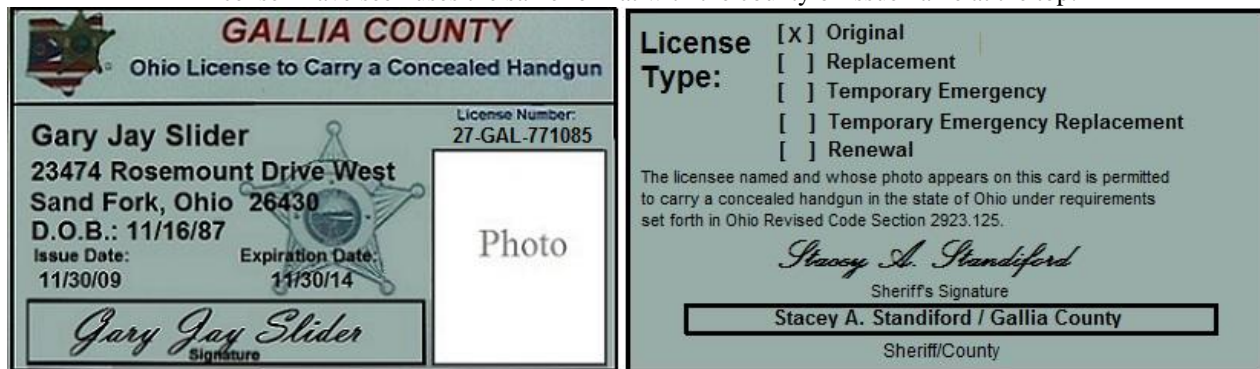 GALLIA COUNTY
Ohio License to Carry a Concealed Handgun
License Number:
27-GAL-771085
Gary Jay Slider
23474 Rosemount Drive West
Sand Fork, Ohio 26430
D.O.B.: 11/16/87
Issue Date:
Expiration Date:
11/30/09
11/30/14
Photo
Gary Jay Slider
Signature
License Type:
[X] Original
[ ] Replacement
[ ] Temporary Emergency
[ ] Temporary Emergency Replacement
[ ] Renewal
The licensee named and whose photo appears on this card is permitted
to carry a concealed handgun in the state of Ohio under requirements
set forth in Ohio Revised Code Section 2923.125.
Stacey A. Standiford
Sheriff's Signature
Stacey A. Standiford / Gallia County
Sheriff/County